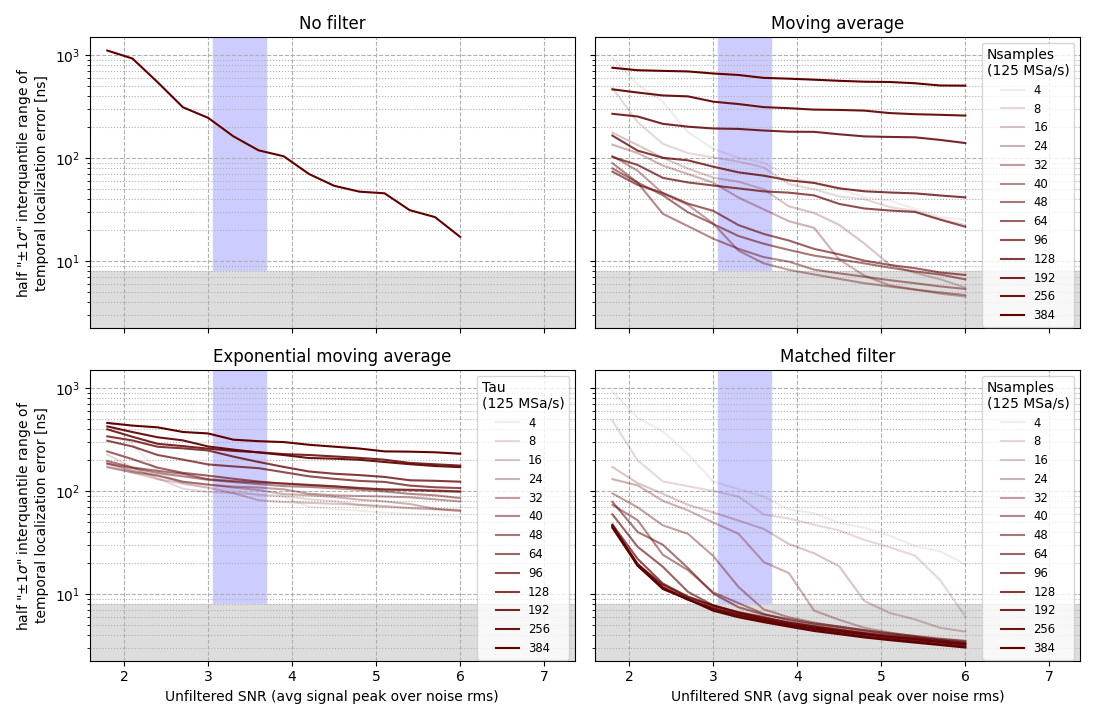 No filter
half "±1σ" interquantile range of
temporal localization error [ns]
10³
10²
10¹
Moving average
Nsamples
(125 MSa/s)
4
8
16
24
32
40
48
64
96
128
192
256
384
Exponential moving average
half "±1σ" interquantile range of
temporal localization error [ns]
10³
10²
10¹
Tau
(125 MSa/s)
4
8
16
24
32
40
48
64
96
128
192
256
384
2 3 4 5 6 7
Unfiltered SNR (avg signal peak over noise rms)
Matched filter
Nsamples
(125 MSa/s)
4
8
16
24
32
40
48
64
96
128
192
256
384
2 3 4 5 6 7
Unfiltered SNR (avg signal peak over noise rms)